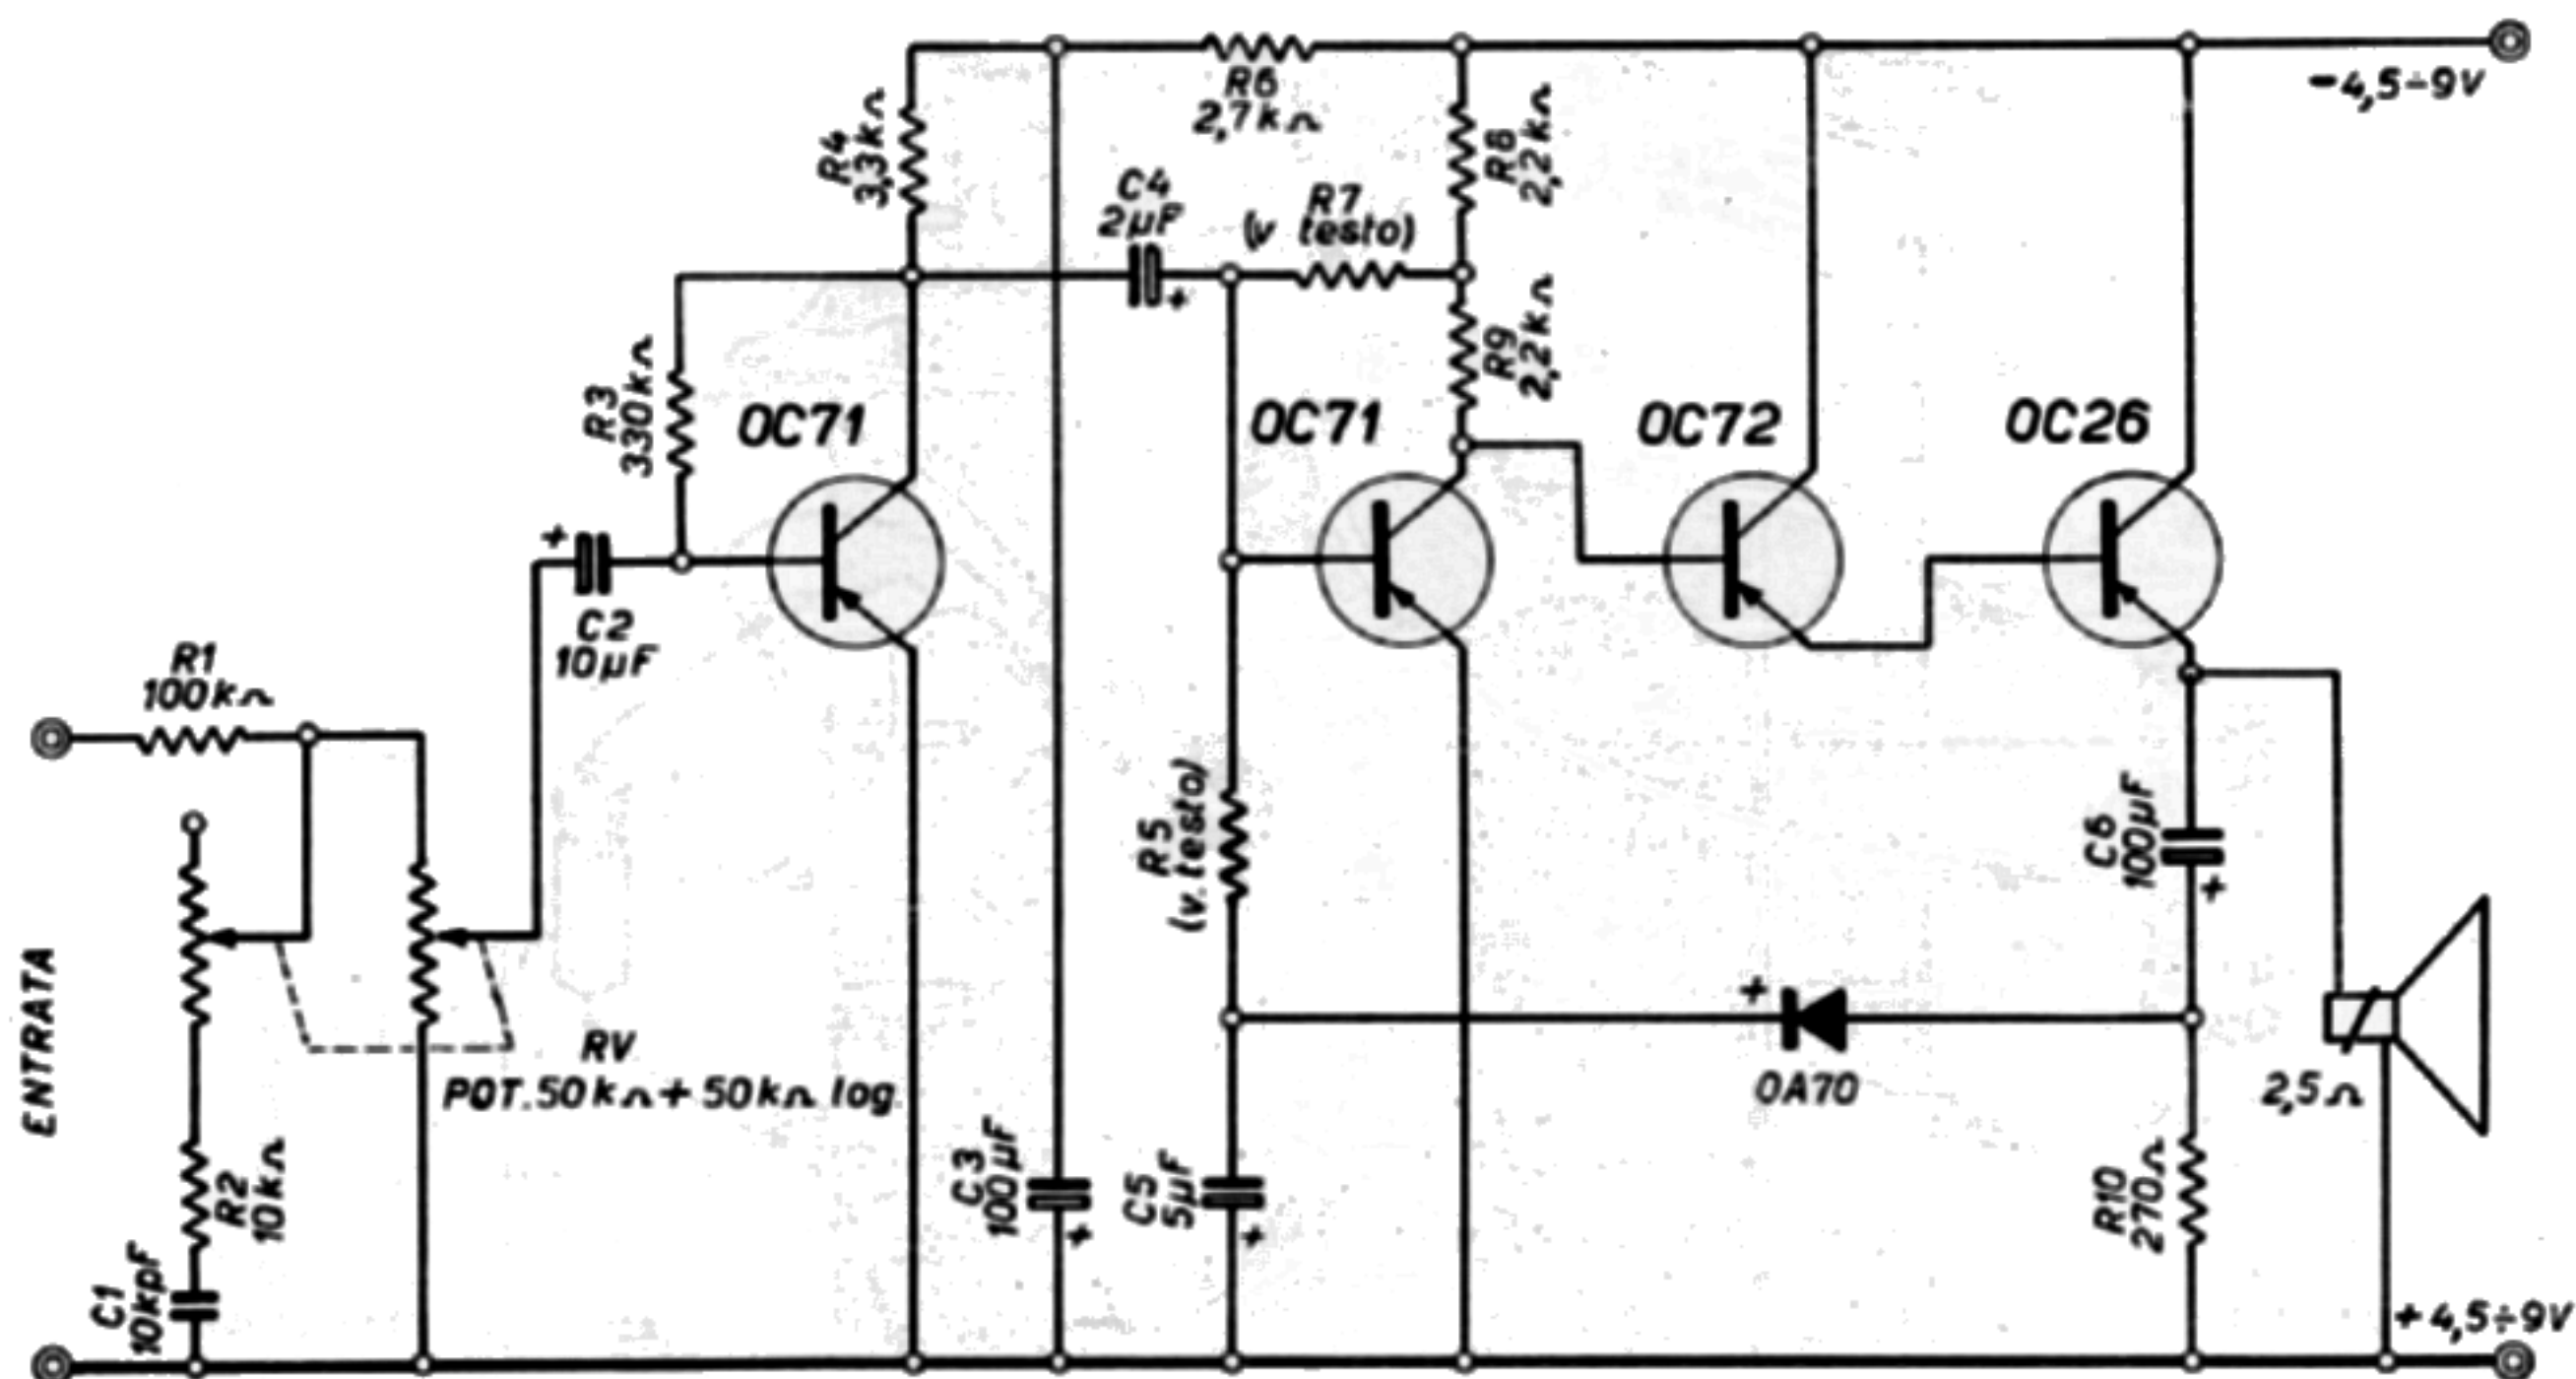 R6
2,7kΩ
-4,5÷9V
R4
3,3kΩ
R8
2,2kΩ
C4
2µF
+
R7
(v testo)
R9
2,2kΩ
R3
330kΩ
OC71
OC71
OC72
OC26
+
C2
10µF
R1
100kΩ
R5
(v.testo)
C6
100µF
+
ENTRATA
RV
POT.50kΩ+50kΩ log.
+
OA70
2,5Ω
R2
10kΩ
C1
10kpF
C3
100µF
+
C5
5µF
+
R10
270Ω
+4,5÷9V